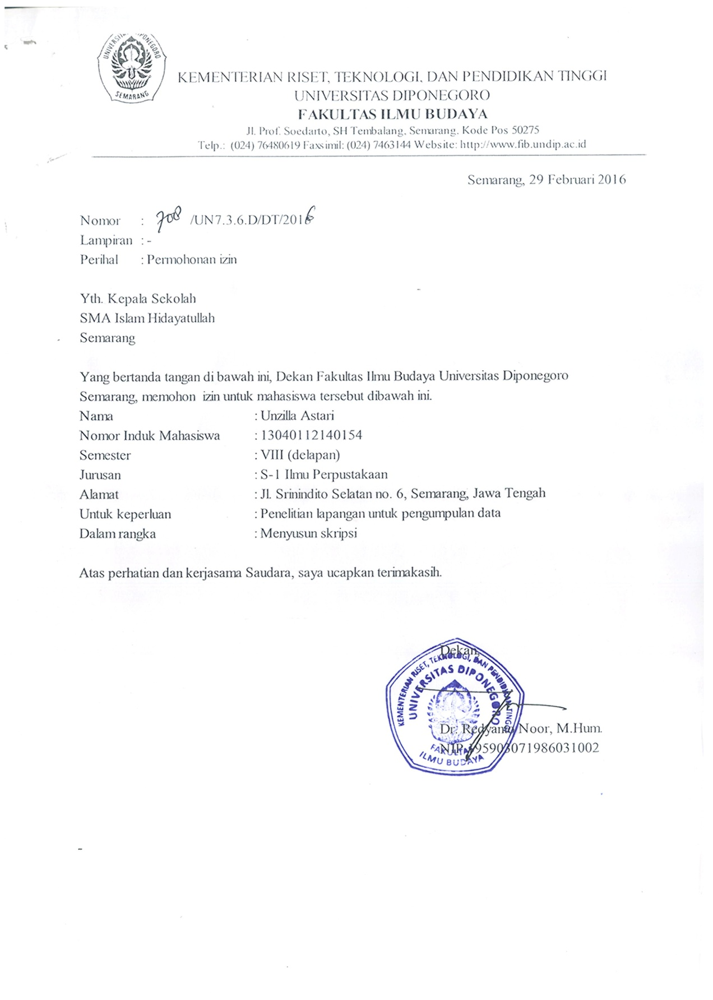 UNIVERSITAS DIPONEGORO
SEMARANG
KEMENTERIAN RISET, TEKNOLOGI, DAN PENDIDIKAN TINGGI
UNIVERSITAS DIPONEGORO
FAKULTAS ILMU BUDAYA
Jl. Prof. Soedarto, SH Tembalang, Semarang. Kode Pos 50275
Telp.: (024) 76480619 Faxsimil: (024) 7463144 Website: http://www.fib.undip.ac.id
Semarang, 29 Februari 2016
Nomor : 708 /UN7.3.6.D/DT/2016
Lampiran : -
Perihal : Permohonan izin
Yth. Kepala Sekolah
SMA Islam Hidayatullah
Semarang
Yang bertanda tangan di bawah ini, Dekan Fakultas Ilmu Budaya Universitas Diponegoro
Semarang, memohon izin untuk mahasiswa tersebut dibawah ini.
Nama : Unzilla Astari
Nomor Induk Mahasiswa : 13040112140154
Semester : VIII (delapan)
Jurusan : S-1 Ilmu Perpustakaan
Alamat : Jl. Srinindito Selatan no. 6, Semarang, Jawa Tengah
Untuk keperluan : Penelitian lapangan untuk pengumpulan data
Dalam rangka : Menyusun skripsi
Atas perhatian dan kerjasama Saudara, saya ucapkan terimakasih.
Dekan,
KEMENTERIAN RISET, TEKNOLOGI, DAN PENDIDIKAN TINGGI
UNIVERSITAS DIPONEGORO
FAKULTAS
ILMU BUDAYA
Dr. Redyanto Noor, M.Hum.
NIP 195903071986031002